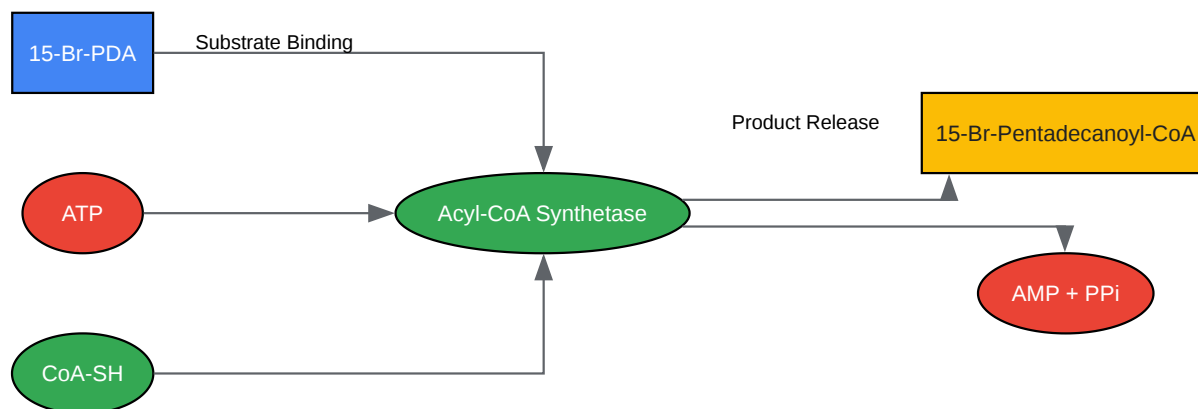 15-Br-PDA
Substrate Binding
Product Release
15-Br-Pentadecanoyl-CoA
ATP
Acyl-CoA Synthetase
AMP + PPi
CoA-SH